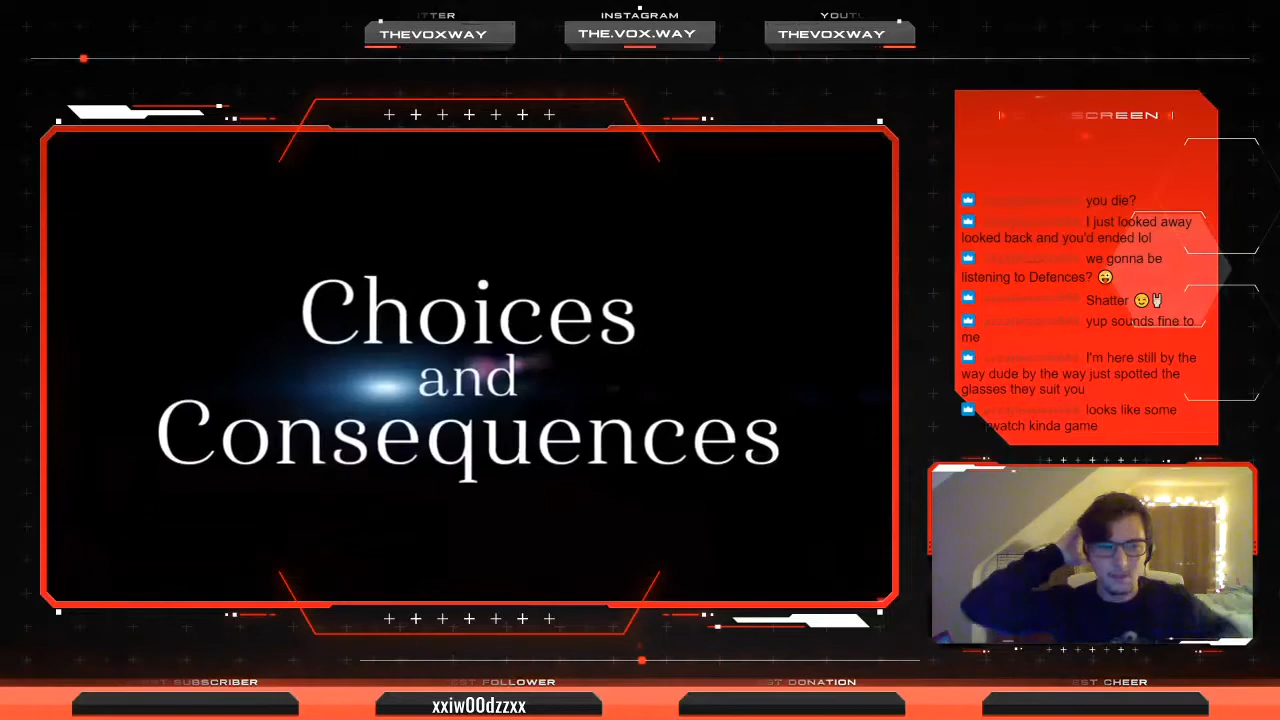 INSTAGRAM
THEVOXWAY
THE.VOX.WAY
THEVOXWAY
SCREEN
Choices
and
Consequences
you die?
I just looked away
looked back and you'd ended lol
we gonna be
listening to Defences? 😜
Shatter 😉🤘
yup sounds fine to
me
I'm here still by the
way dude by the way just spotted the
glasses they suit you
looks like some
watch kinda game
SUBSCRIBER
FOLLOWER
DONATION
CHEER
xxiw00dzzxx